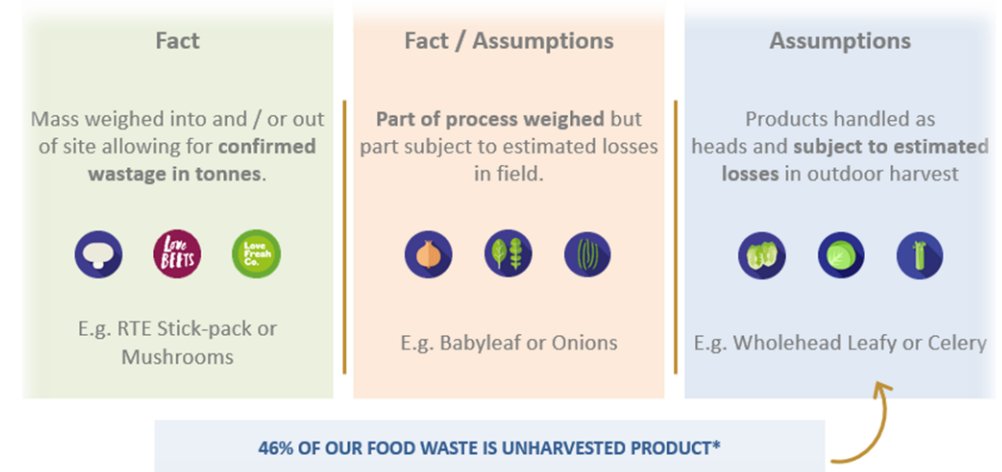 Fact
Mass weighed into and / or out
of site allowing for confirmed
wastage in tonnes.
Love
BEETS
Love
Fresh
Co.
E.g. RTE Stick-pack or
Mushrooms
Fact / Assumptions
Part of process weighed but
part subject to estimated losses
in field.
E.g. Babyleaf or Onions
Assumptions
Products handled as
heads and subject to estimated
losses in outdoor harvest
E.g. Wholehead Leafy or Celery
46% OF OUR FOOD WASTE IS UNHARVESTED PRODUCT*